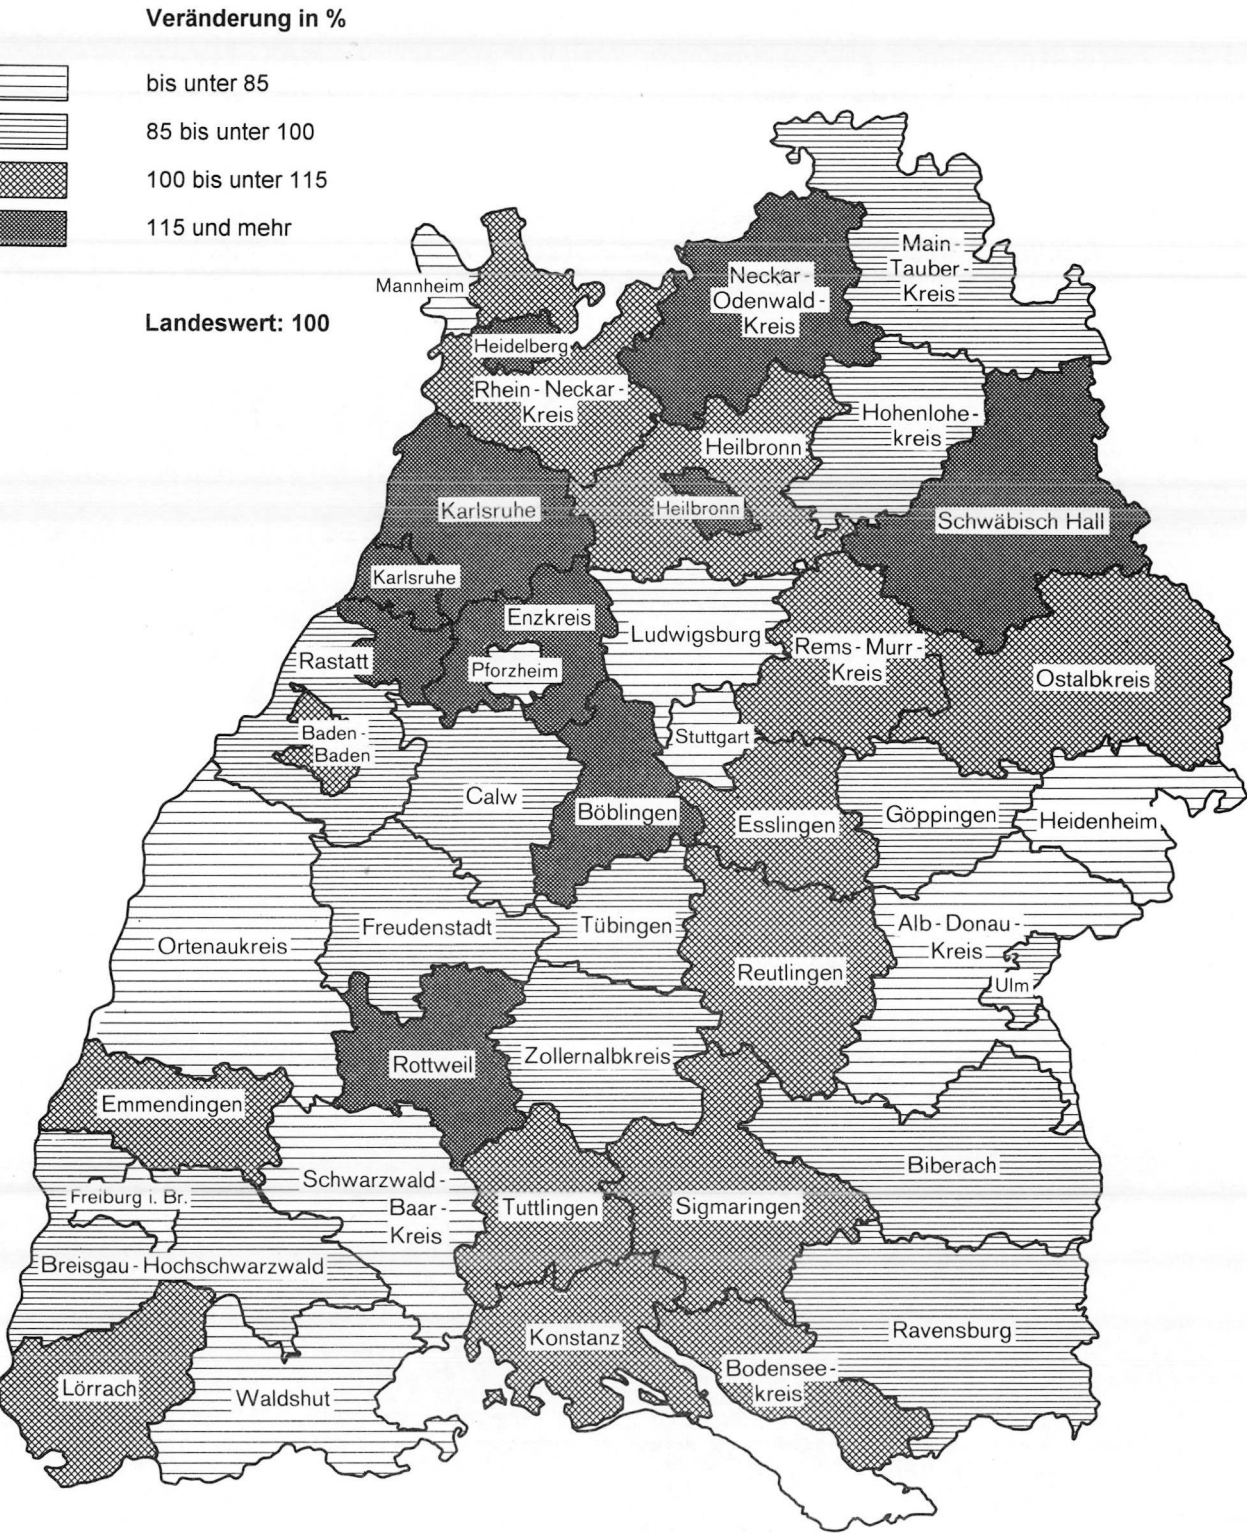 Veränderung in %
bis unter 85
85 bis unter 100
100 bis unter 115
115 und mehr
Landeswert: 100
Main-
Tauber-
Kreis
Neckar-
Odenwald-
Kreis
Mannheim
Heidelberg
Rhein-Neckar-
Kreis
Hohenlohe-
kreis
Heilbronn
Heilbronn
Karlsruhe
Schwäbisch Hall
Karlsruhe
Enzkreis
Ludwigsburg
Rems-Murr-
Kreis
Rastatt
Pforzheim
Ostalbkreis
Baden-
Baden
Stuttgart
Calw
Böblingen
Esslingen
Göppingen
Heidenheim
Freudenstadt
Tübingen
Alb-Donau-
Kreis
Ortenaukreis
Reutlingen
Ulm
Rottweil
Zollernalbkreis
Emmendingen
Biberach
Schwarzwald-
Baar-
Kreis
Freiburg i. Br.
Tuttlingen
Sigmaringen
Breisgau-Hochschwarzwald
Konstanz
Ravensburg
Bodensee-
kreis
Lörrach
Waldshut